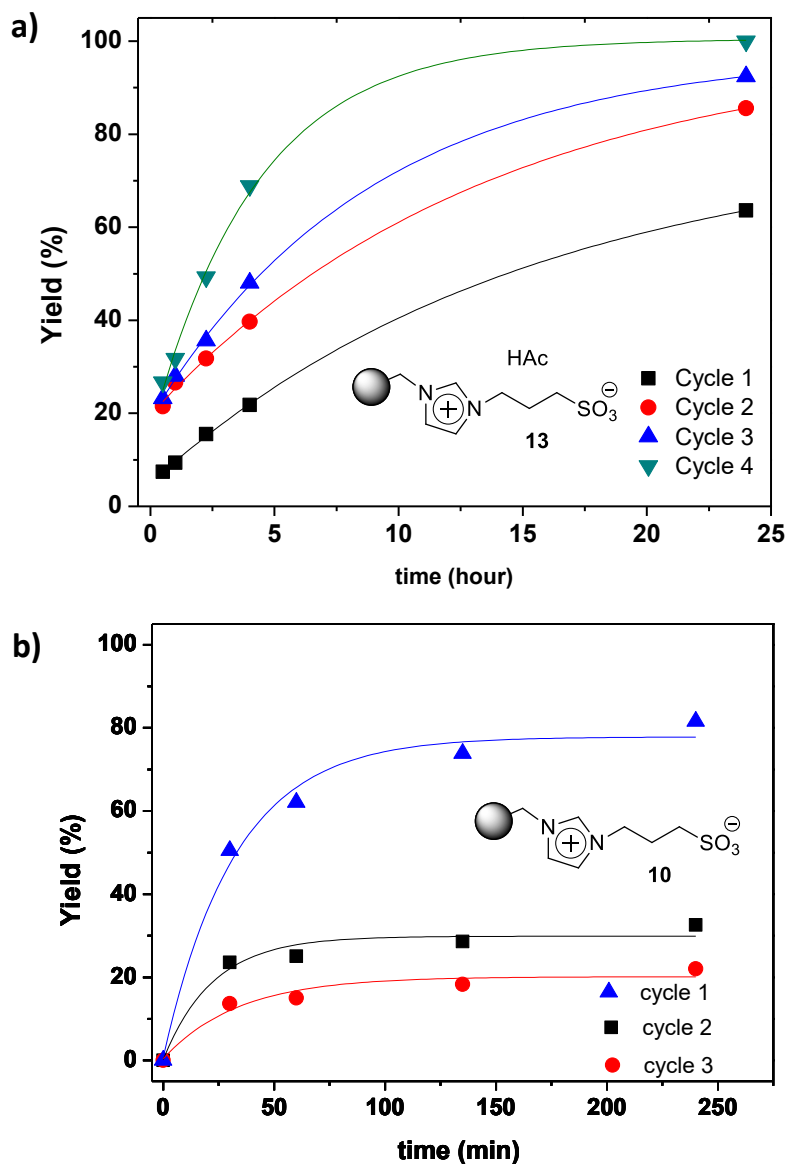 a)
100
80
60
40
20
0
Yield (%)
HAc
N
N
+
SO3
⊖
13
Cycle 1
Cycle 2
Cycle 3
Cycle 4
0 5 10 15 20 25
time (hour)
b)
100
80
60
40
20
0
Yield (%)
N
N
+
SO3
⊖
10
cycle 1
cycle 2
cycle 3
0 50 100 150 200 250
time (min)